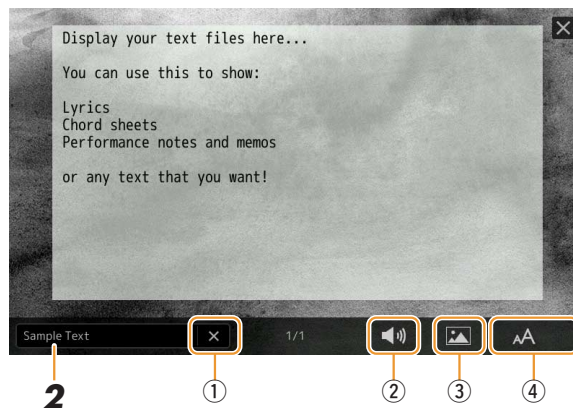 Display your text files here...
You can use this to show:
Lyrics
Chord sheets
Performance notes and memos
or any text that you want!
Sample Text
1/1
AA
2
①
②
③
④